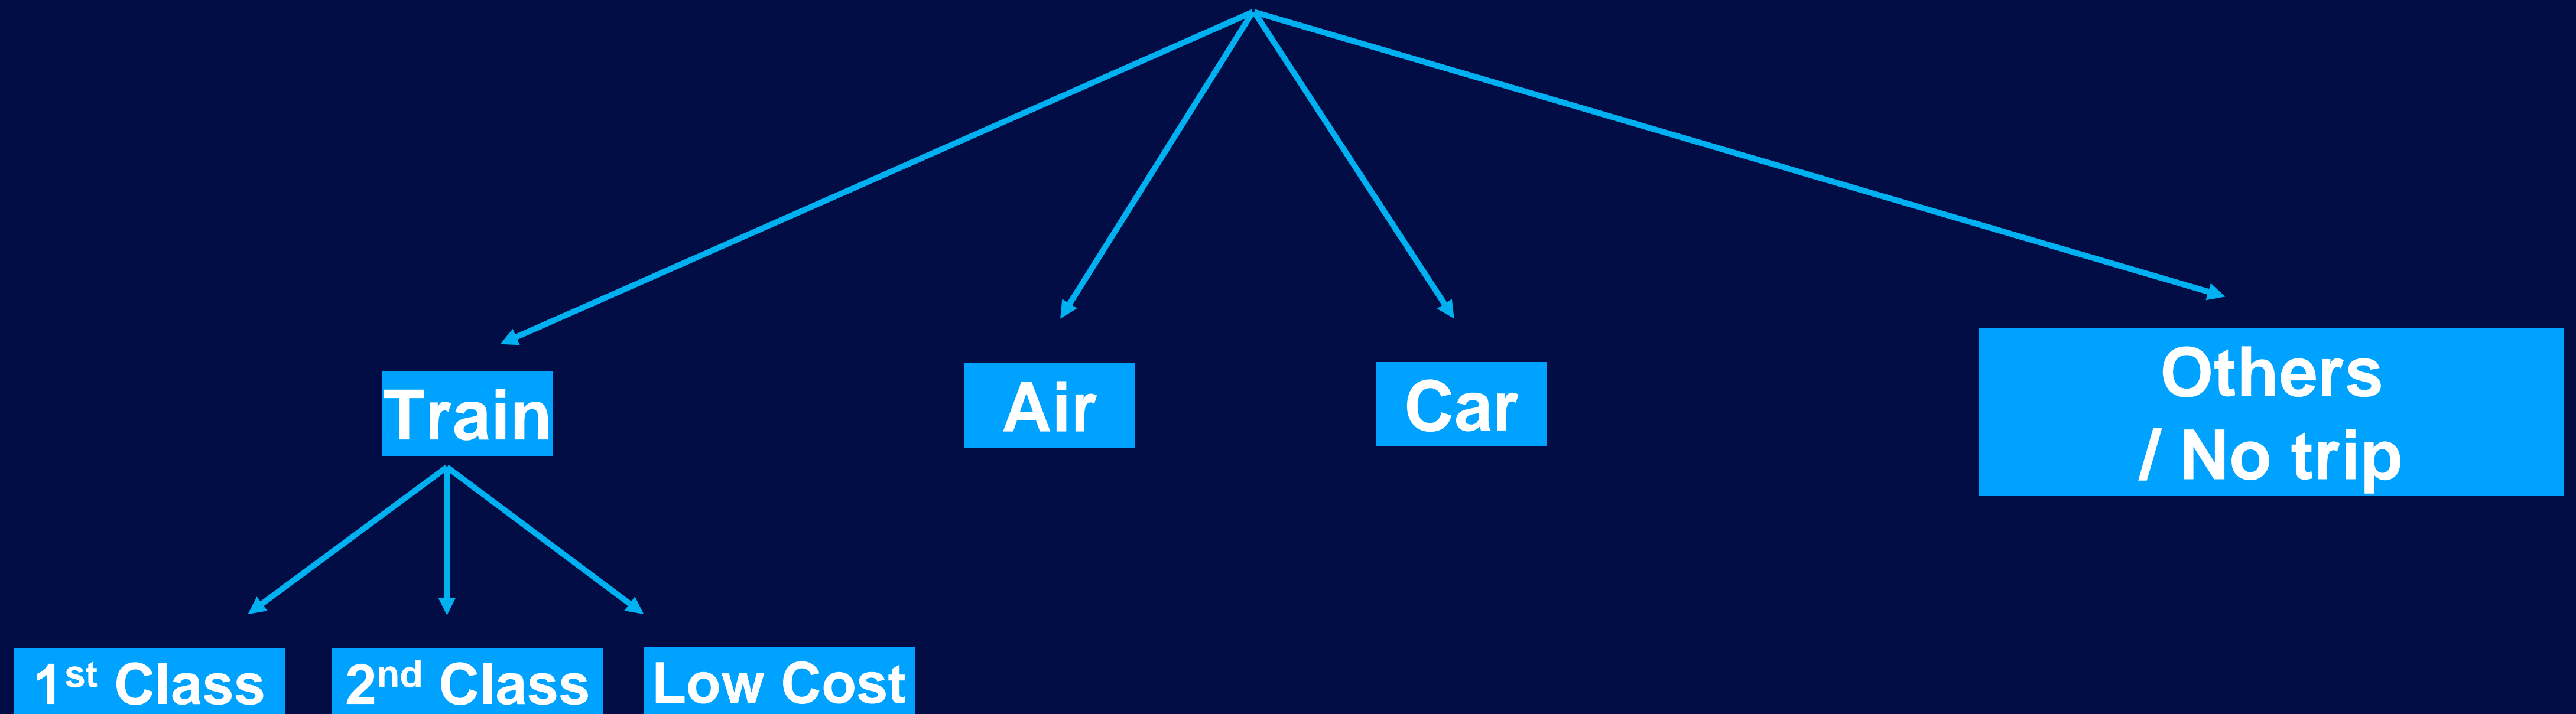 Train
Air
Car
Others
/ No trip
1st Class
2nd Class
Low Cost